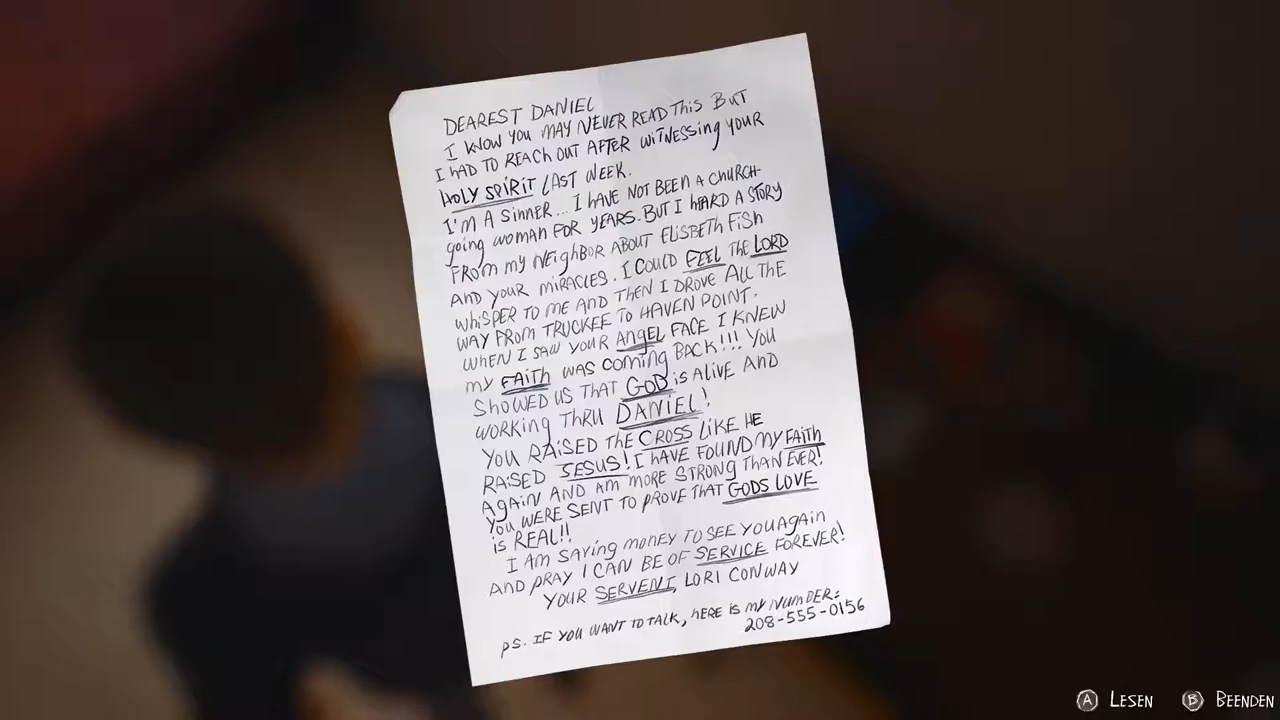 DEAREST DANIEL
I KNOW YOU MAY NEVER READ THIS BUT
I HAD TO REACH OUT AFTER WITNESSING YOUR
HOLY SPIRIT LAST WEEK.
I'M A SINNER... I HAVE NOT BEEN A CHURCH-
going WOMAN FOR YEARS. BUT I HEARD A STORY
FROM MY NEIGHBOR ABOUT ELISBETH FISH
AND YOUR MIRACLES. I COULD FEEL THE LORD
WHISPER TO ME AND THEN I DROVE ALL THE
WAY FROM TRUCKEE TO HAVEN POINT.
WHEN I SAW YOUR ANGEL FACE I KNEW
MY FAITH WAS COMING BACK!!! YOU
SHOWED US THAT GOD IS ALIVE AND
WORKING THRU DANIEL!
YOU RAISED THE CROSS LIKE HE
RAISED JESUS! I HAVE FOUND MY FAITH
AGAIN AND AM MORE STRONG THAN EVER!
YOU WERE SENT TO PROVE THAT GODS LOVE
is REAL!!
I AM SAVING MONEY TO SEE YOU AGAIN
AND PRAY I CAN BE OF SERVICE FOREVER!
YOUR SERVENT, LORI CONWAY
PS. IF YOU WANT TO TALK, HERE IS MY NUMBER:
208-555-0156
A LESEN B BEENDEN